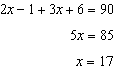 2x − 1 + 3x + 6 = 90
5x = 85
x = 17